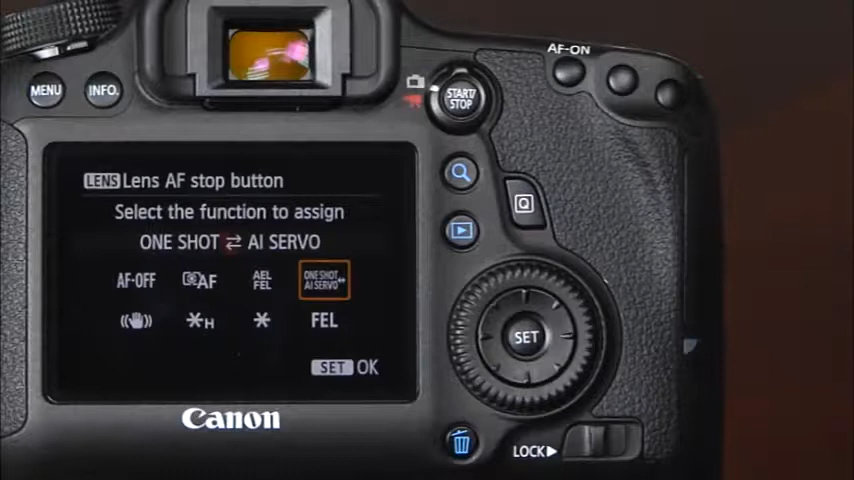 AF-ON
MENU
INFO.
START/
STOP
LENS Lens AF stop button
Select the function to assign
ONE SHOT ⇄ AI SERVO
AF-OFF
AF
AEL
FEL
ONE SHOT
AI SERVO
Q
H
FEL
SET
SET OK
Canon
LOCK